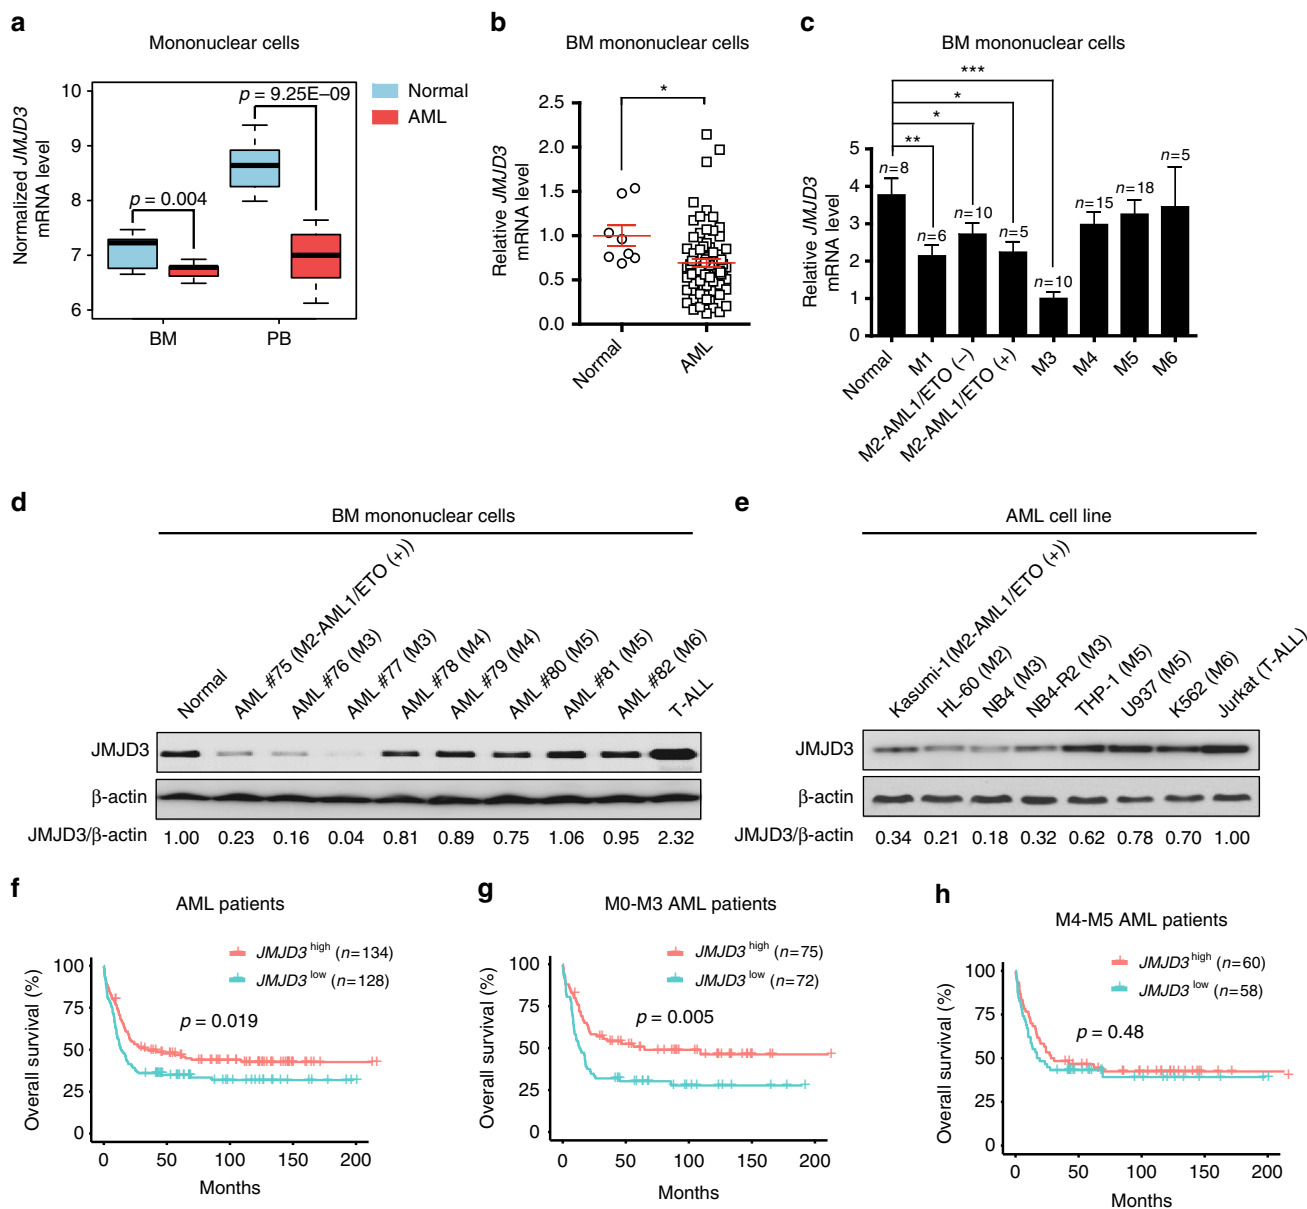 a
Mononuclear cells
Normalized JMJD3
mRNA level
10
9
8
7
6
p = 0.004
p = 9.25E–09
BM
PB
Normal
AML
b
BM mononuclear cells
Relative JMJD3
mRNA level
2.5
2.0
1.5
1.0
0.5
0.0
*
Normal
AML
c
BM mononuclear cells
Relative JMJD3
mRNA level
5
4
3
2
1
0
***
*
*
**
n=8
n=6
n=10
n=5
n=10
n=15
n=18
n=5
Normal
M1
M2-AML1/ETO (–)
M2-AML1/ETO (+)
M3
M4
M5
M6
d
BM mononuclear cells
Normal
AML #75 (M2-AML1/ETO (+))
AML #76 (M3)
AML #77 (M3)
AML #78 (M4)
AML #79 (M4)
AML #80 (M5)
AML #81 (M5)
AML #82 (M6)
T-ALL
JMJD3
β-actin
JMJD3/β-actin 1.00 0.23 0.16 0.04 0.81 0.89 0.75 1.06 0.95 2.32
e
AML cell line
Kasumi-1(M2-AML1/ETO (+))
HL-60 (M2)
NB4 (M3)
NB4-R2 (M3)
THP-1 (M5)
U937 (M5)
K562 (M6)
Jurkat (T-ALL)
JMJD3
β-actin
JMJD3/β-actin 0.34 0.21 0.18 0.32 0.62 0.78 0.70 1.00
f
AML patients
JMJD3 high (n=134)
JMJD3 low (n=128)
p = 0.019
Overall survival (%)
100
75
50
25
0
0 50 100 150 200
Months
g
M0-M3 AML patients
JMJD3 high (n=75)
JMJD3 low (n=72)
p = 0.005
Overall survival (%)
100
75
50
25
0
0 50 100 150 200
Months
h
M4-M5 AML patients
JMJD3 high (n=60)
JMJD3 low (n=58)
p = 0.48
Overall survival (%)
100
75
50
25
0
0 50 100 150 200
Months